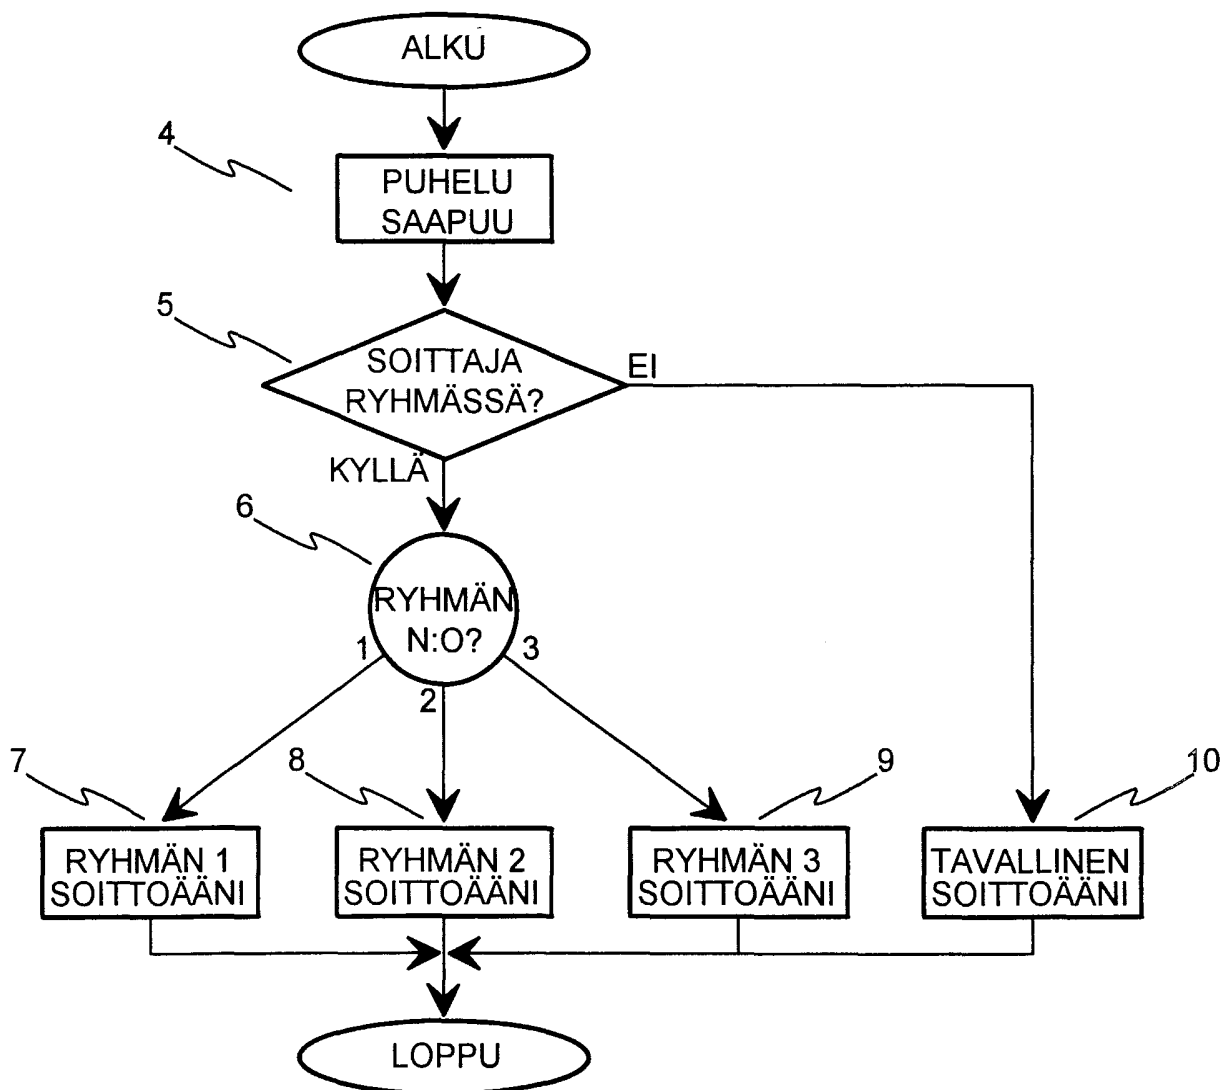 ALKU
4
PUHELU
SAAPUU
5
SOITTAJA
RYHMÄSSÄ?
EI
KYLLÄ
6
RYHMÄN
N:O?
1
2
3
7
8
9
10
RYHMÄN 1
SOITTOÄÄNI
RYHMÄN 2
SOITTOÄÄNI
RYHMÄN 3
SOITTOÄÄNI
TAVALLINEN
SOITTOÄÄNI
LOPPU